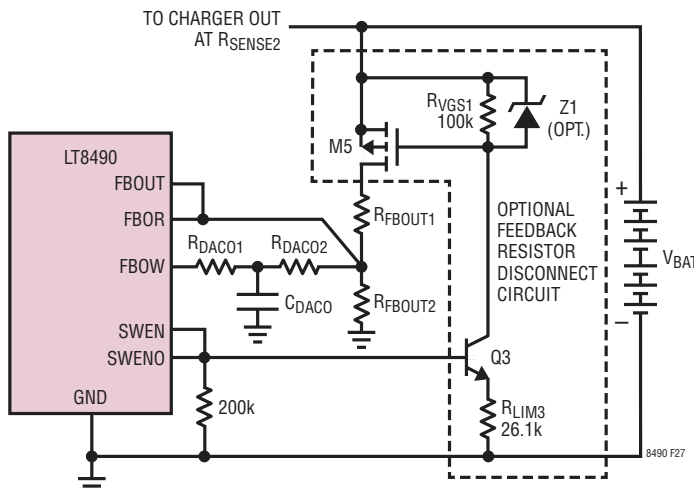 TO CHARGER OUT
AT RSENSE2
LT8490
FBOUT
FBOR
FBOW
SWEN
SWENO
GND
RDACO1
RDACO2
CDACO
200k
M5
RVGS1
100k
Z1
(OPT.)
RFBOUT1
RFBOUT2
OPTIONAL
FEEDBACK
RESISTOR
DISCONNECT
CIRCUIT
Q3
RLIM3
26.1k
+
VBAT
–
8490 F27